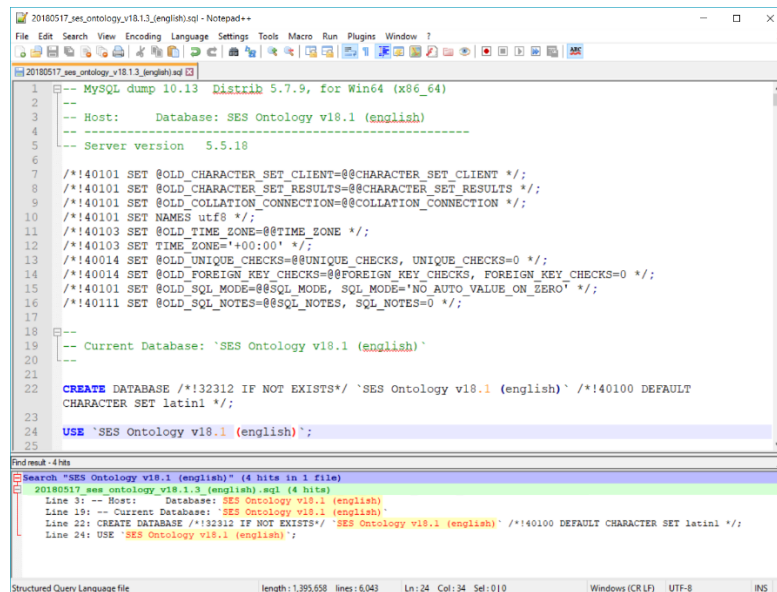 20180517_ses_ontology_v18.1.3_(english).sql - Notepad++
File Edit Search View Encoding Language Settings Tools Macro Run Plugins Window ?
20180517_ses_ontology_v18.1.3_(english).sql
1 -- MySQL dump 10.13  Distrib 5.7.9, for Win64 (x86_64)
2 --
3 -- Host:    Database: SES Ontology v18.1 (english)
4 -- ------------------------------------------------------
5 -- Server version   5.5.18
6
7 /*!40101 SET @OLD_CHARACTER_SET_CLIENT=@@CHARACTER_SET_CLIENT */;
8 /*!40101 SET @OLD_CHARACTER_SET_RESULTS=@@CHARACTER_SET_RESULTS */;
9 /*!40101 SET @OLD_COLLATION_CONNECTION=@@COLLATION_CONNECTION */;
10 /*!40101 SET NAMES utf8 */;
11 /*!40103 SET @OLD_TIME_ZONE=@@TIME_ZONE */;
12 /*!40103 SET TIME_ZONE='+00:00' */;
13 /*!40014 SET @OLD_UNIQUE_CHECKS=@@UNIQUE_CHECKS, UNIQUE_CHECKS=0 */;
14 /*!40014 SET @OLD_FOREIGN_KEY_CHECKS=@@FOREIGN_KEY_CHECKS, FOREIGN_KEY_CHECKS=0 */;
15 /*!40101 SET @OLD_SQL_MODE=@@SQL_MODE, SQL_MODE='NO_AUTO_VALUE_ON_ZERO' */;
16 /*!40111 SET @OLD_SQL_NOTES=@@SQL_NOTES, SQL_NOTES=0 */;
17
18 --
19 -- Current Database: `SES Ontology v18.1 (english)`
20 --
21
22 CREATE DATABASE /*!32312 IF NOT EXISTS*/ `SES Ontology v18.1 (english)` /*!40100 DEFAULT
CHARACTER SET latin1 */;
23
24 USE `SES Ontology v18.1 (english)`;
25
Find result - 4 hits
Search "SES Ontology v18.1 (english)" (4 hits in 1 file)
20180517_ses_ontology_v18.1.3_(english).sql (4 hits)
Line 3: -- Host:    Database: SES Ontology v18.1 (english)
Line 19: -- Current Database: `SES Ontology v18.1 (english)`
Line 22: CREATE DATABASE /*!32312 IF NOT EXISTS*/ `SES Ontology v18.1 (english)` /*!40100 DEFAULT CHARACTER SET latin1 */;
Line 24: USE `SES Ontology v18.1 (english)`;
Structured Query Language file length : 1,395,658 lines : 6,043 Ln : 24 Col : 34 Sel : 0 | 0 Windows (CR LF) UTF-8 INS